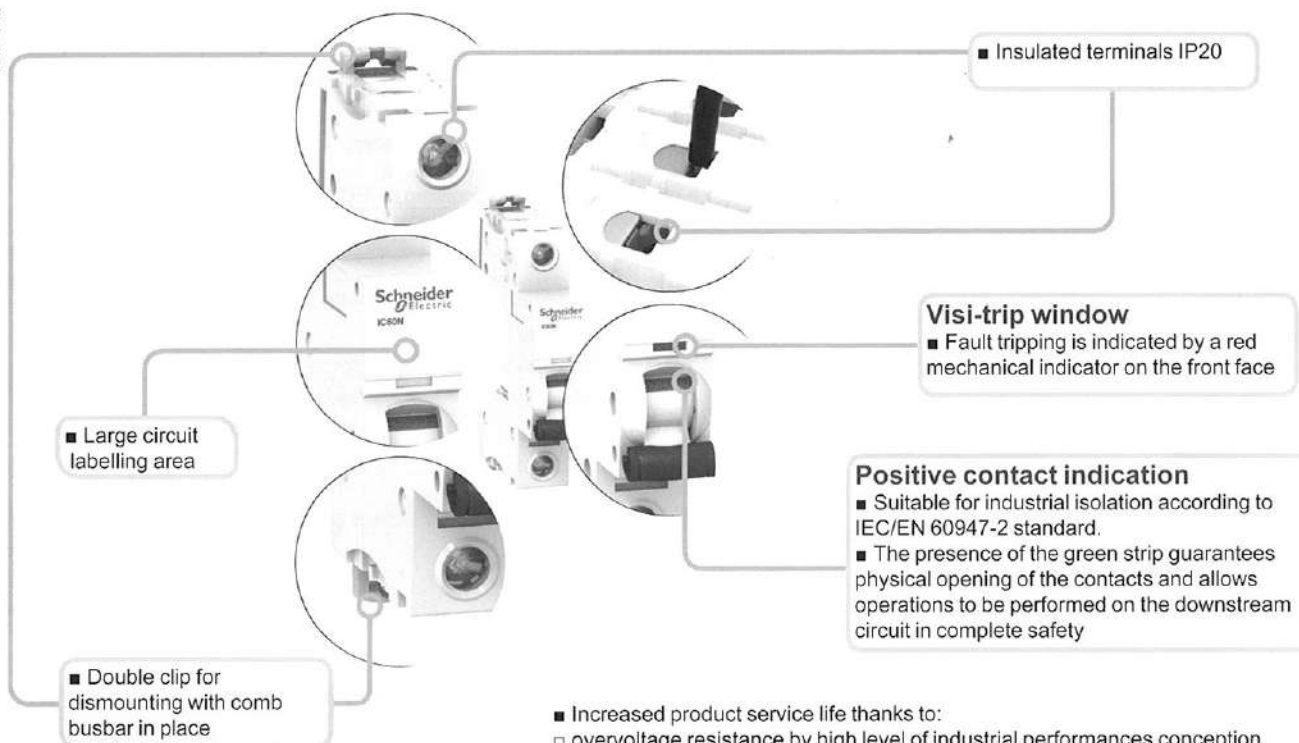 ■ Insulated terminals IP20
Schneider
Electric
IC60N
Schneider
Visi-trip window
■ Fault tripping is indicated by a red
mechanical indicator on the front face
■ Large circuit
labelling area
Positive contact indication
■ Suitable for industrial isolation according to
IEC/EN 60947-2 standard.
■ The presence of the green strip guarantees
physical opening of the contacts and allows
operations to be performed on the downstream
circuit in complete safety
■ Double clip for
dismounting with comb
busbar in place
■ Increased product service life thanks to:
□ overvoltage resistance by high level of industrial performances conception